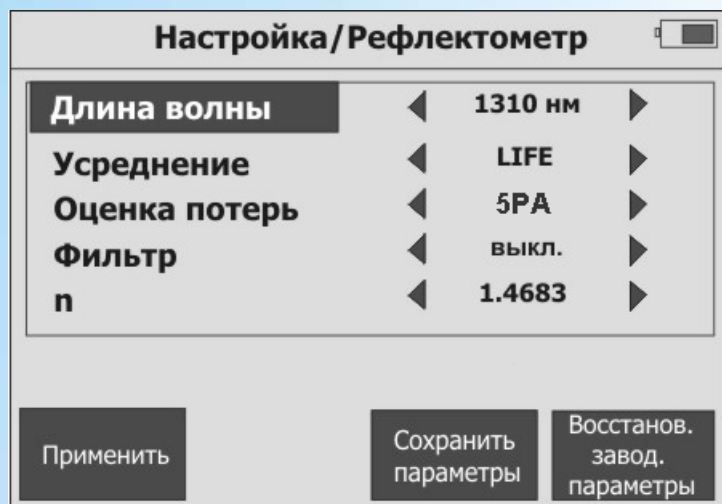 Настройка/Рефлектометр
Длина волны 1310 нм
Усреднение LIFE
Оценка потерь 5PA
Фильтр выкл.
n 1.4683
Применить
Сохранить
параметры
Восстанов.
завод.
параметры